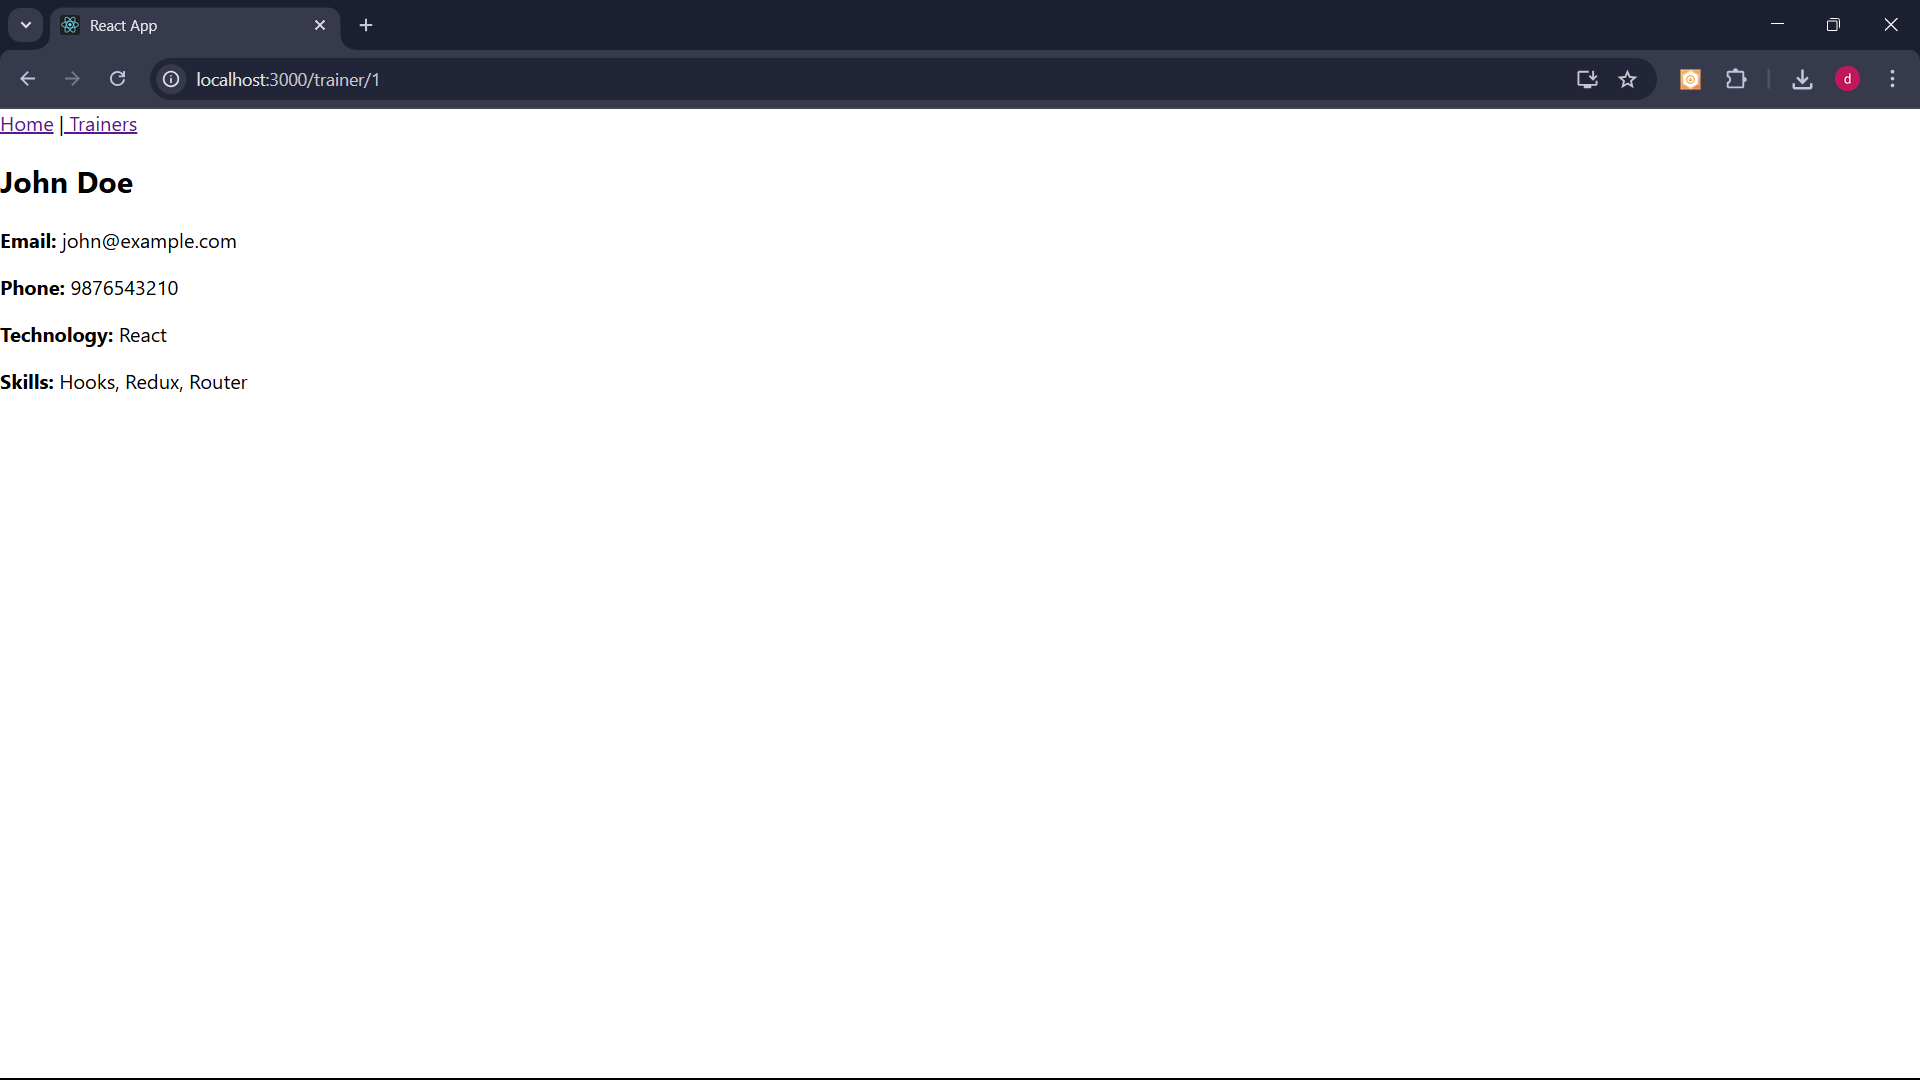 React App
localhost:3000/trainer/1
d
Home | Trainers
John Doe
Email: john@example.com
Phone: 9876543210
Technology: React
Skills: Hooks, Redux, Router